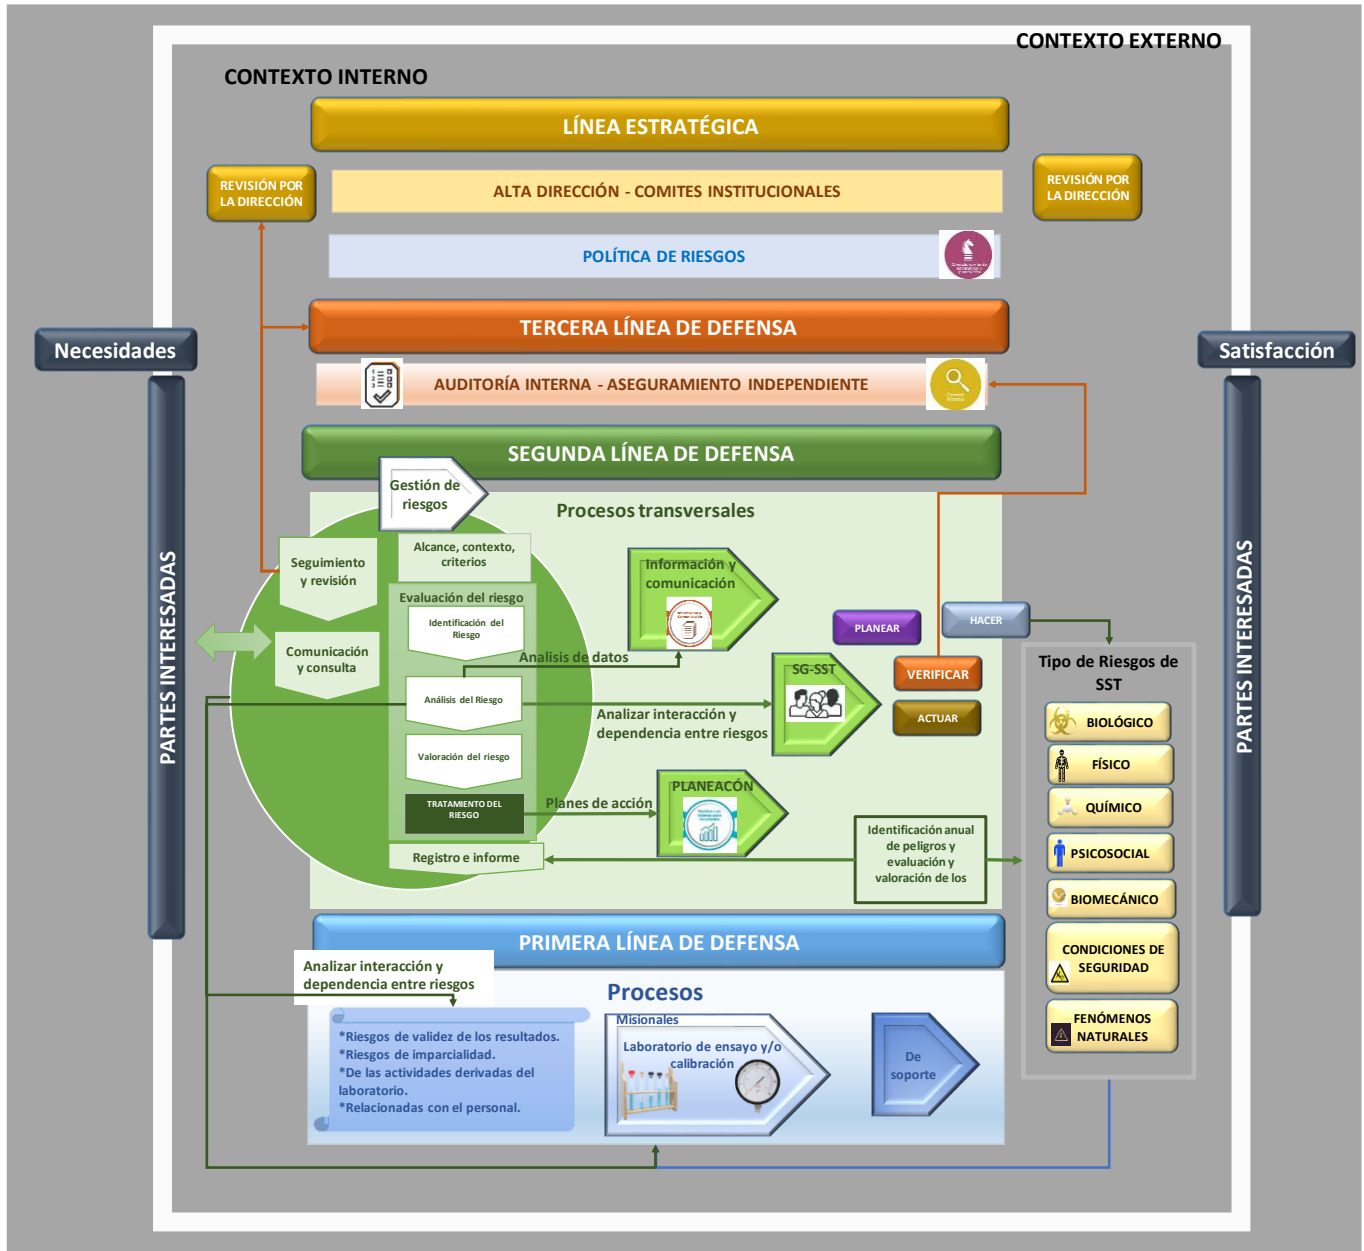 CONTEXTO EXTERNO
CONTEXTO INTERNO
LÍNEA ESTRATÉGICA
REVISIÓN POR
LA DIRECCIÓN
ALTA DIRECCIÓN - COMITES INSTITUCIONALES
REVISIÓN POR
LA DIRECCIÓN
POLÍTICA DE RIESGOS
TERCERA LÍNEA DE DEFENSA
Necesidades
Satisfacción
AUDITORÍA INTERNA - ASEGURAMIENTO INDEPENDIENTE
SEGUNDA LÍNEA DE DEFENSA
PARTES INTERESADAS
PARTES INTERESADAS
Gestión de
riesgos
Procesos transversales
Seguimiento
y revisión
Alcance, contexto,
criterios
Evaluación del riesgo
Identificación del
Riesgo
Comunicación
y consulta
Analisis de datos
Análisis del Riesgo
Analizar interacción y
dependencia entre riesgos
Valoración del riesgo
TRATAMIENTO DEL
RIESGO
Planes de acción
Registro e informe
Información y
comunicación
SG-SST
PLANEACÓN
PLANEAR
HACER
VERIFICAR
ACTUAR
Identificación anual
de peligros y
evaluación y
valoración de los
Tipo de Riesgos de
SST
BIOLÓGICO
FÍSICO
QUÍMICO
PSICOSOCIAL
BIOMECÁNICO
CONDICIONES DE
SEGURIDAD
FENÓMENOS
NATURALES
PRIMERA LÍNEA DE DEFENSA
Analizar interacción y
dependencia entre riesgos
Procesos
*Riesgos de validez de los resultados.
*Riesgos de imparcialidad.
*De las actividades derivadas del
laboratorio.
*Relacionadas con el personal.
Misionales
Laboratorio de ensayo y/o
calibración
De
soporte